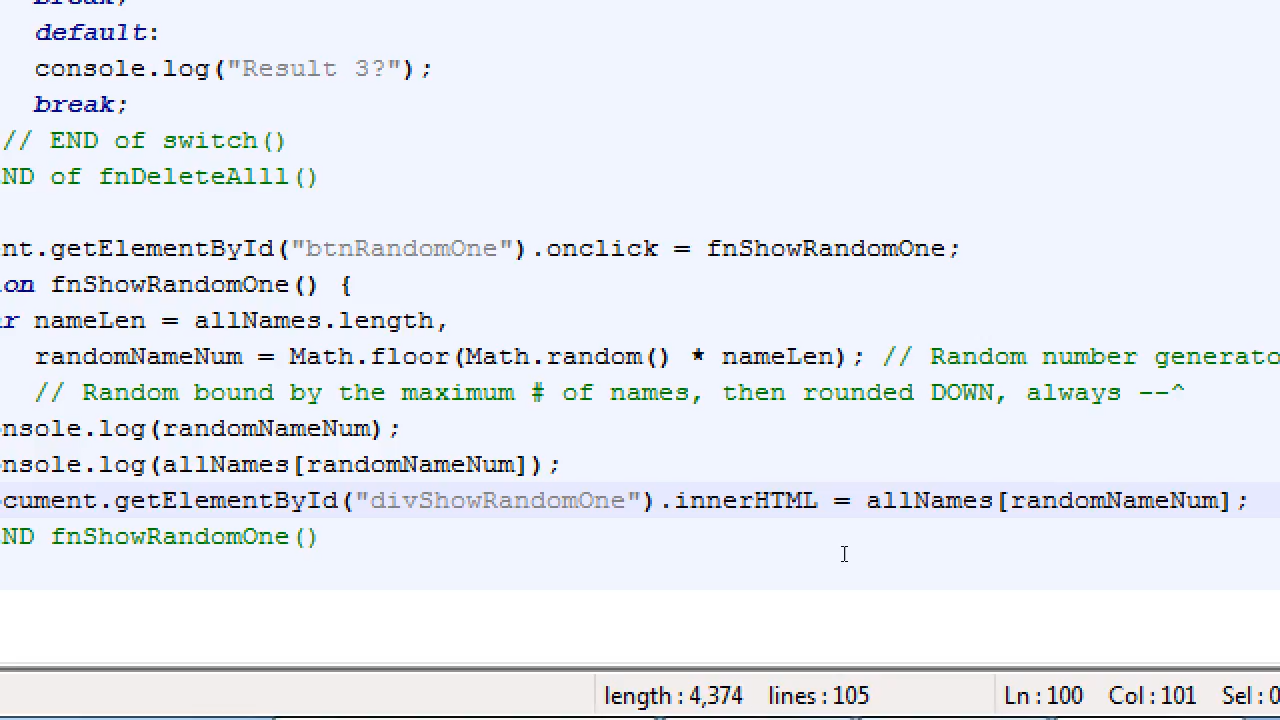 break;
default:
console.log("Result 3?");
break;
// END of switch()
ND of fnDeleteAlll()
nt.getElementById("btnRandomOne").onclick = fnShowRandomOne;
on fnShowRandomOne() {
r nameLen = allNames.length,
randomNameNum = Math.floor(Math.random() * nameLen); // Random number generato
// Random bound by the maximum # of names, then rounded DOWN, always --^
nsole.log(randomNameNum);
nsole.log(allNames[randomNameNum]);
cument.getElementById("divShowRandomOne").innerHTML = allNames[randomNameNum];
ND fnShowRandomOne()
length : 4,374 lines : 105 Ln : 100 Col : 101 Sel : 0